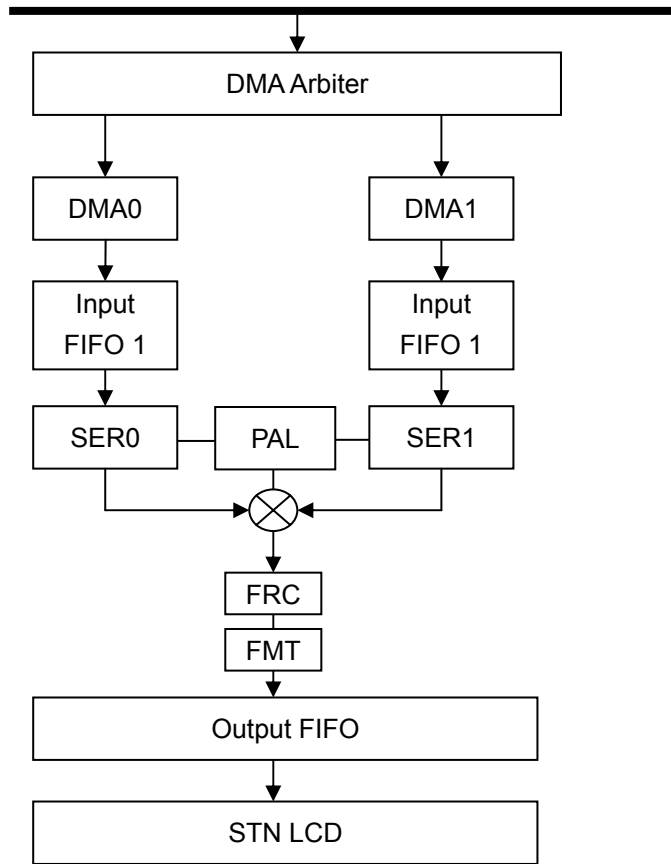 DMA Arbiter
DMA0
DMA1
Input
FIFO 1
Input
FIFO 1
SER0
PAL
SER1
FRC
FMT
Output FIFO
STN LCD